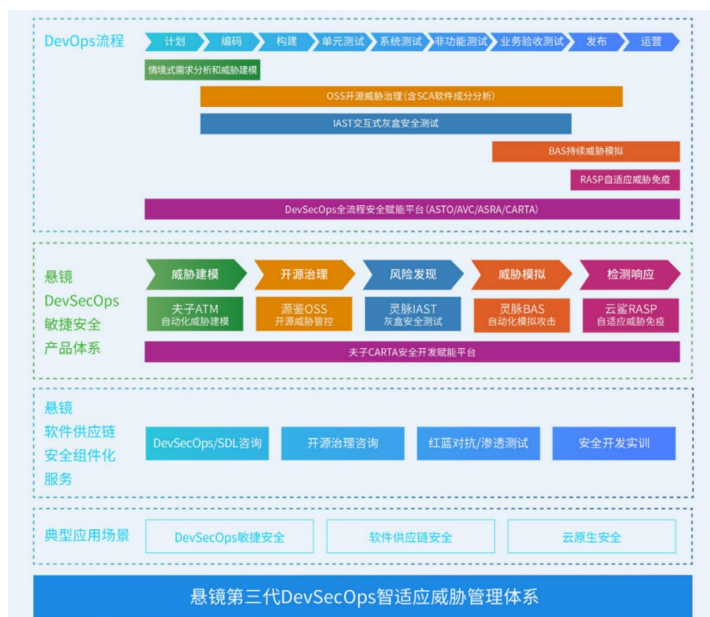 DevOps流程
计划
编码
构建
单元测试
系统测试
非功能测试
业务验收测试
发布
运营
情境式需求分析和威胁建模
OSS开源威胁治理(含SCA软件成分分析)
IAST交互式灰盒安全测试
BAS持续威胁模拟
RASP自适应威胁免疫
DevSecOps全流程安全赋能平台(ASTO/AVC/ASRA/CARTA)
悬镜
DevSecOps
敏捷安全
产品体系
威胁建模
开源治理
风险发现
威胁模拟
检测响应
夫子ATM
自动化威胁建模
源鉴OSS
开源威胁管控
灵脉IAST
灰盒安全测试
灵脉BAS
自动化模拟攻击
云鲨RASP
自适应威胁免疫
夫子CARTA安全开发赋能平台
悬镜
软件供应链
安全组件化
服务
DevSecOps/SDL咨询
开源治理咨询
红蓝对抗/渗透测试
安全开发实训
典型应用场景
DevSecOps敏捷安全
软件供应链安全
云原生安全
悬镜第三代DevSecOps智适应威胁管理体系